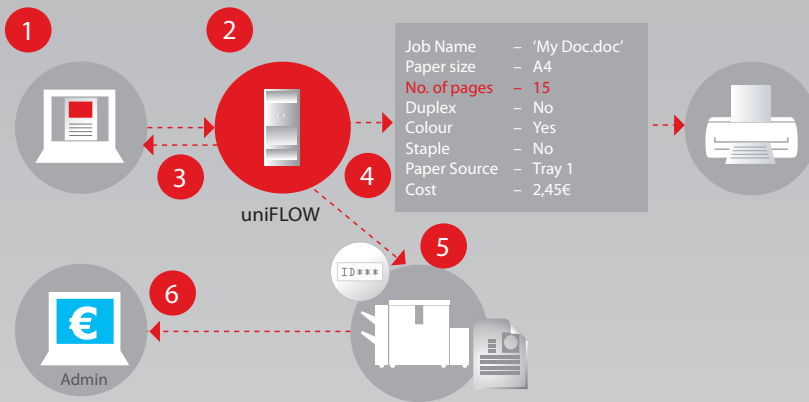 1
2
Job Name – 'My Doc.doc'
Paper size – A4
No. of pages – 15
Duplex – No
Colour – Yes
Staple – No
Paper Source – Tray 1
Cost – 2,45€
3
4
uniFLOW
5
ID***
6
€
Admin